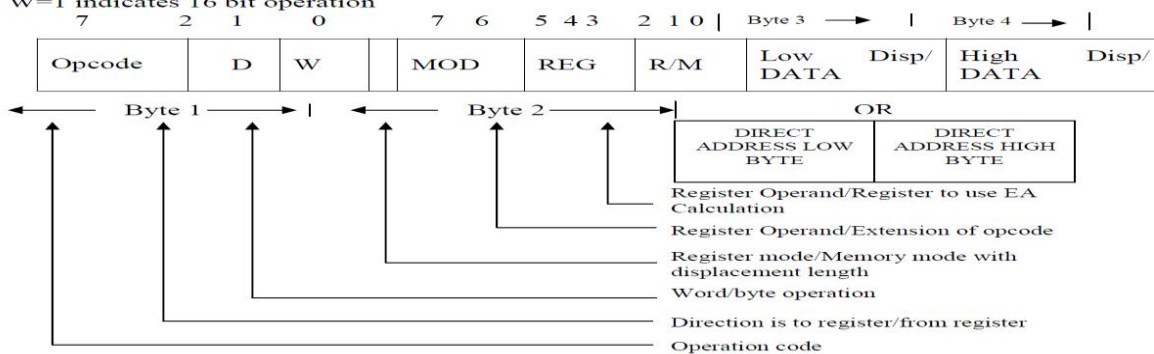 W=1 indicates 16 bit operation
7 2 1 0 7 6 5 4 3 2 1 0 | Byte 3 | Byte 4 |
Opcode D W MOD REG R/M Low Disp/ High Disp/
DATA DATA
Byte 1 | Byte 2 OR
DIRECT ADDRESS LOW BYTE
DIRECT ADDRESS HIGH BYTE
Register Operand/Register to use EA
Calculation
Register Operand/Extension of opcode
Register mode/Memory mode with
displacement length
Word/byte operation
Direction is to register/from register
Operation code